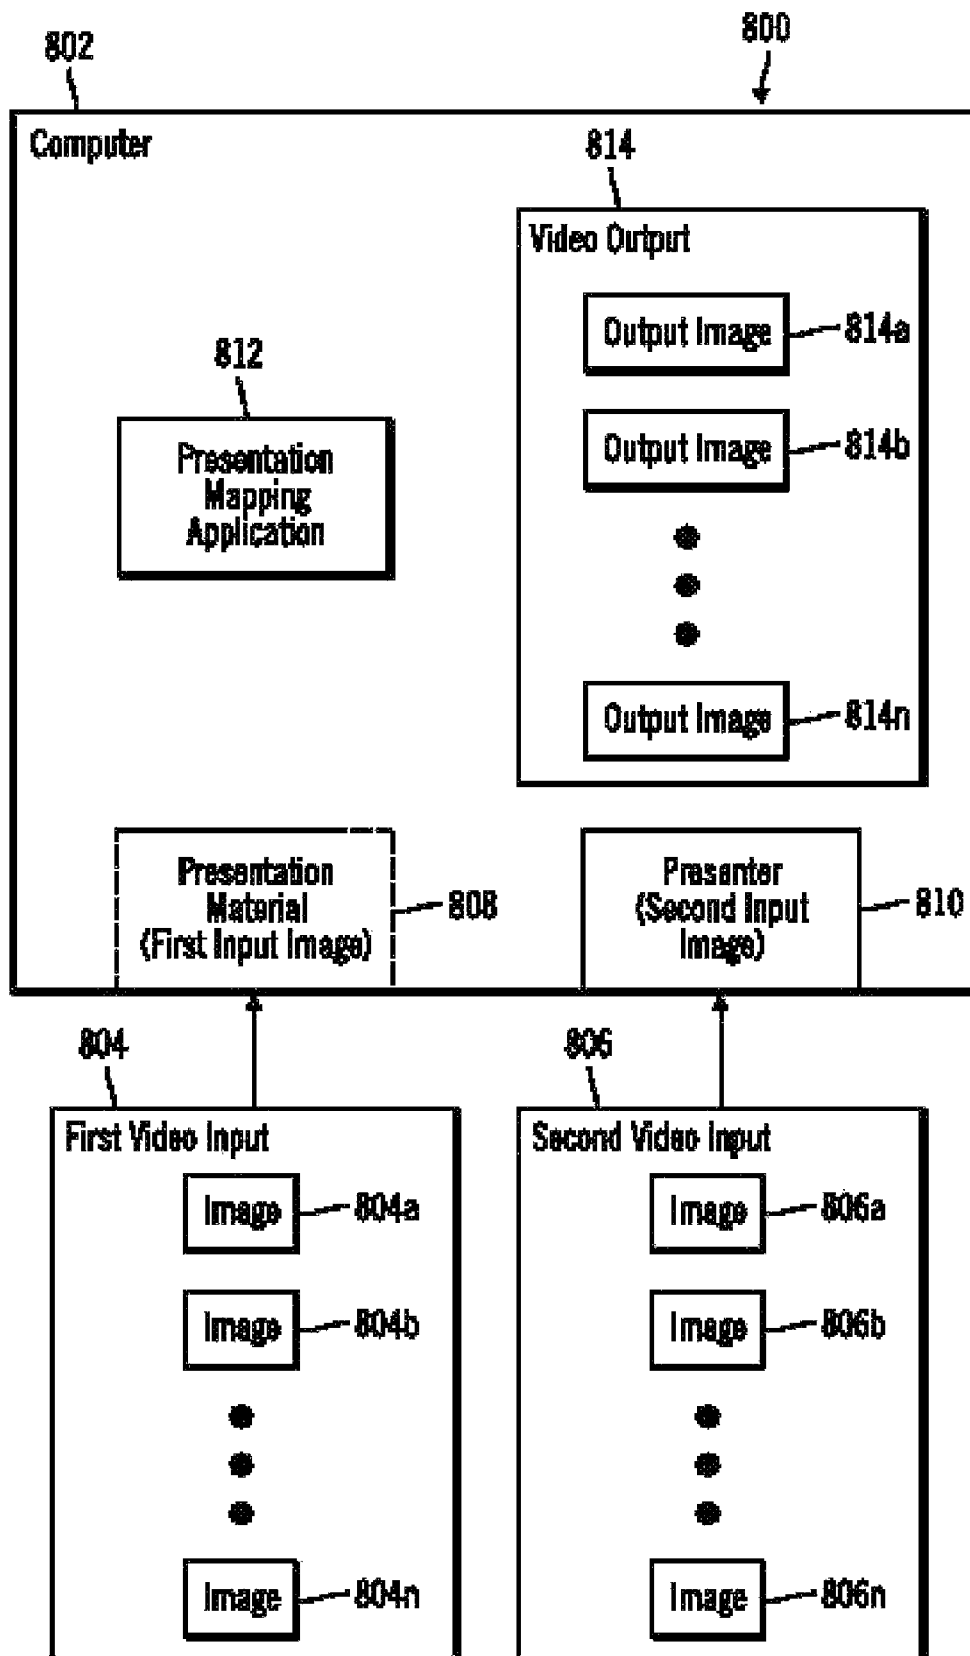 802
800
Computer
814
Video Output
Output Image
814a
812
Output Image
814b
Presentation
Mapping
Application
Output Image
814n
Presentation
Material
(First Input Image)
808
Presenter
(Second Input
Image)
810
804
806
First Video Input
Second Video Input
Image
804a
Image
806a
Image
804b
Image
806b
Image
804n
Image
806n